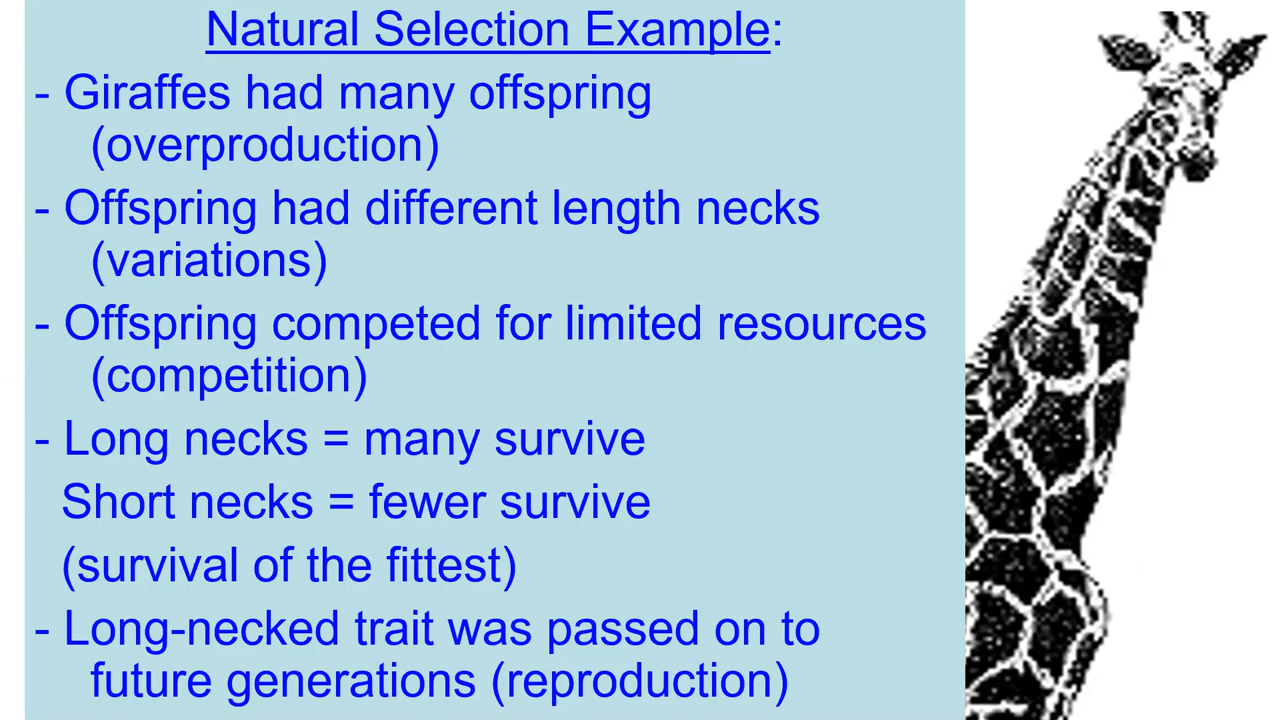 Natural Selection Example:
- Giraffes had many offspring
(overproduction)
- Offspring had different length necks
(variations)
- Offspring competed for limited resources
(competition)
- Long necks = many survive
Short necks = fewer survive
(survival of the fittest)
- Long-necked trait was passed on to
future generations (reproduction)